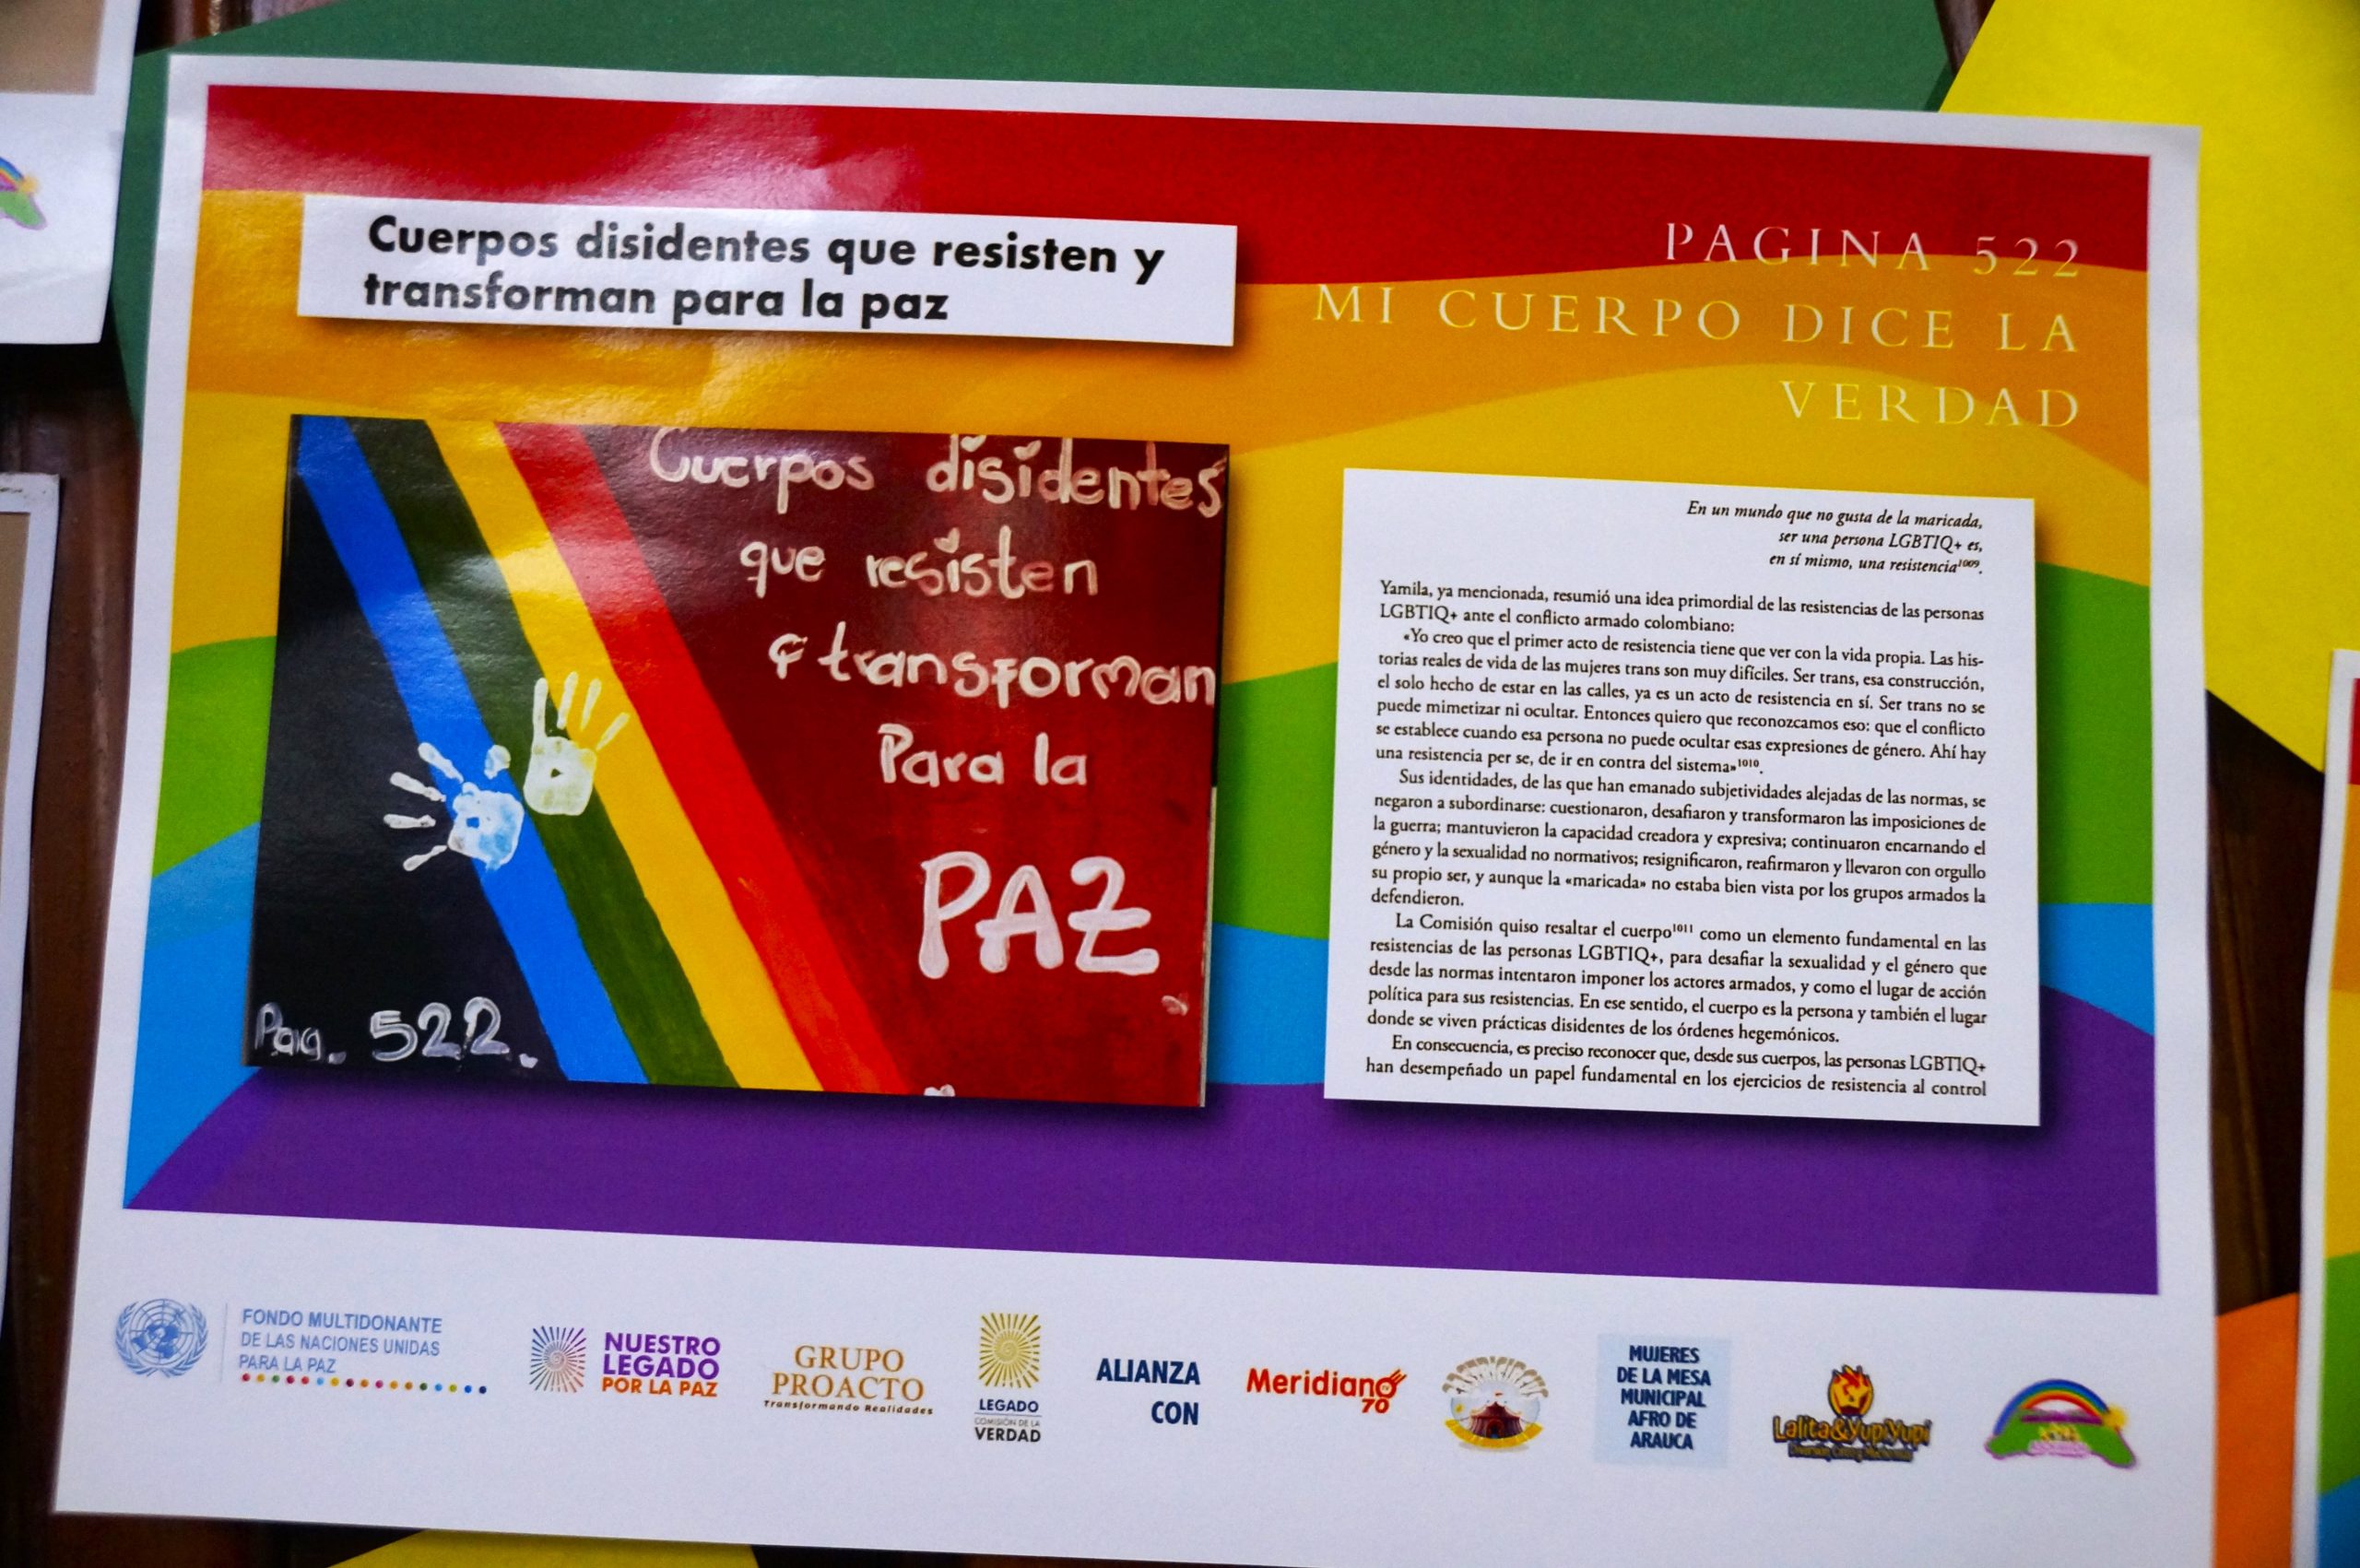 Cuerpos disidentes que resisten y
transforman para la paz
PAGINA 522
MI CUERPO DICE LA
VERDAD
Cuerpos disidentes
que resisten
y transforman
Para la
PAZ
Pag. 522.
En un mundo que no gusta de la maricada,
ser una persona LGBTIQ+ es,
en sí mismo, una resistencia¹⁰⁰⁹.
Yamila, ya mencionada, resumió una idea primordial de las resistencias de las personas
LGBTIQ+ ante el conflicto armado colombiano:
«Yo creo que el primer acto de resistencia tiene que ver con la vida propia. Las his-
torias reales de vida de las mujeres trans son muy difíciles. Ser trans, esa construcción,
el solo hecho de estar en las calles, ya es un acto de resistencia en sí. Ser trans no se
puede mimetizar ni ocultar. Entonces quiero que reconozcamos eso: que el conflicto
se establece cuando esa persona no puede ocultar esas expresiones de género. Ahí hay
una resistencia per se, de ir en contra del sistema»¹⁰¹⁰.
Sus identidades, de las que han emanado subjetividades alejadas de las normas, se
negaron a subordinarse: cuestionaron, desafiaron y transformaron las imposiciones de
la guerra; mantuvieron la capacidad creadora y expresiva; continuaron encarnando el
género y la sexualidad no normativos; resignificaron, reafirmaron y llevaron con orgullo
su propio ser, y aunque la «maricada» no estaba bien vista por los grupos armados la
defendieron.
La Comisión quiso resaltar el cuerpo¹⁰¹¹ como un elemento fundamental en las
resistencias de las personas LGBTIQ+, para desafiar la sexualidad y el género que
desde las normas intentaron imponer los actores armados, y como el lugar de acción
política para sus resistencias. En ese sentido, el cuerpo es la persona y también el lugar
donde se viven prácticas disidentes de los órdenes hegemónicos.
En consecuencia, es preciso reconocer que, desde sus cuerpos, las personas LGBTIQ+
han desempeñado un papel fundamental en los ejercicios de resistencia al control
FONDO MULTIDONANTE
DE LAS NACIONES UNIDAS
PARA LA PAZ
NUESTRO
LEGADO
POR LA PAZ
GRUPO
PROACTO
Transformando Realidades
LEGADO
COMISIÓN DE LA
VERDAD
ALIANZA
CON
Meridiano
70
MUJERES
DE LA MESA
MUNICIPAL
AFRO DE
ARAUCA
Lalita&YupiYupi